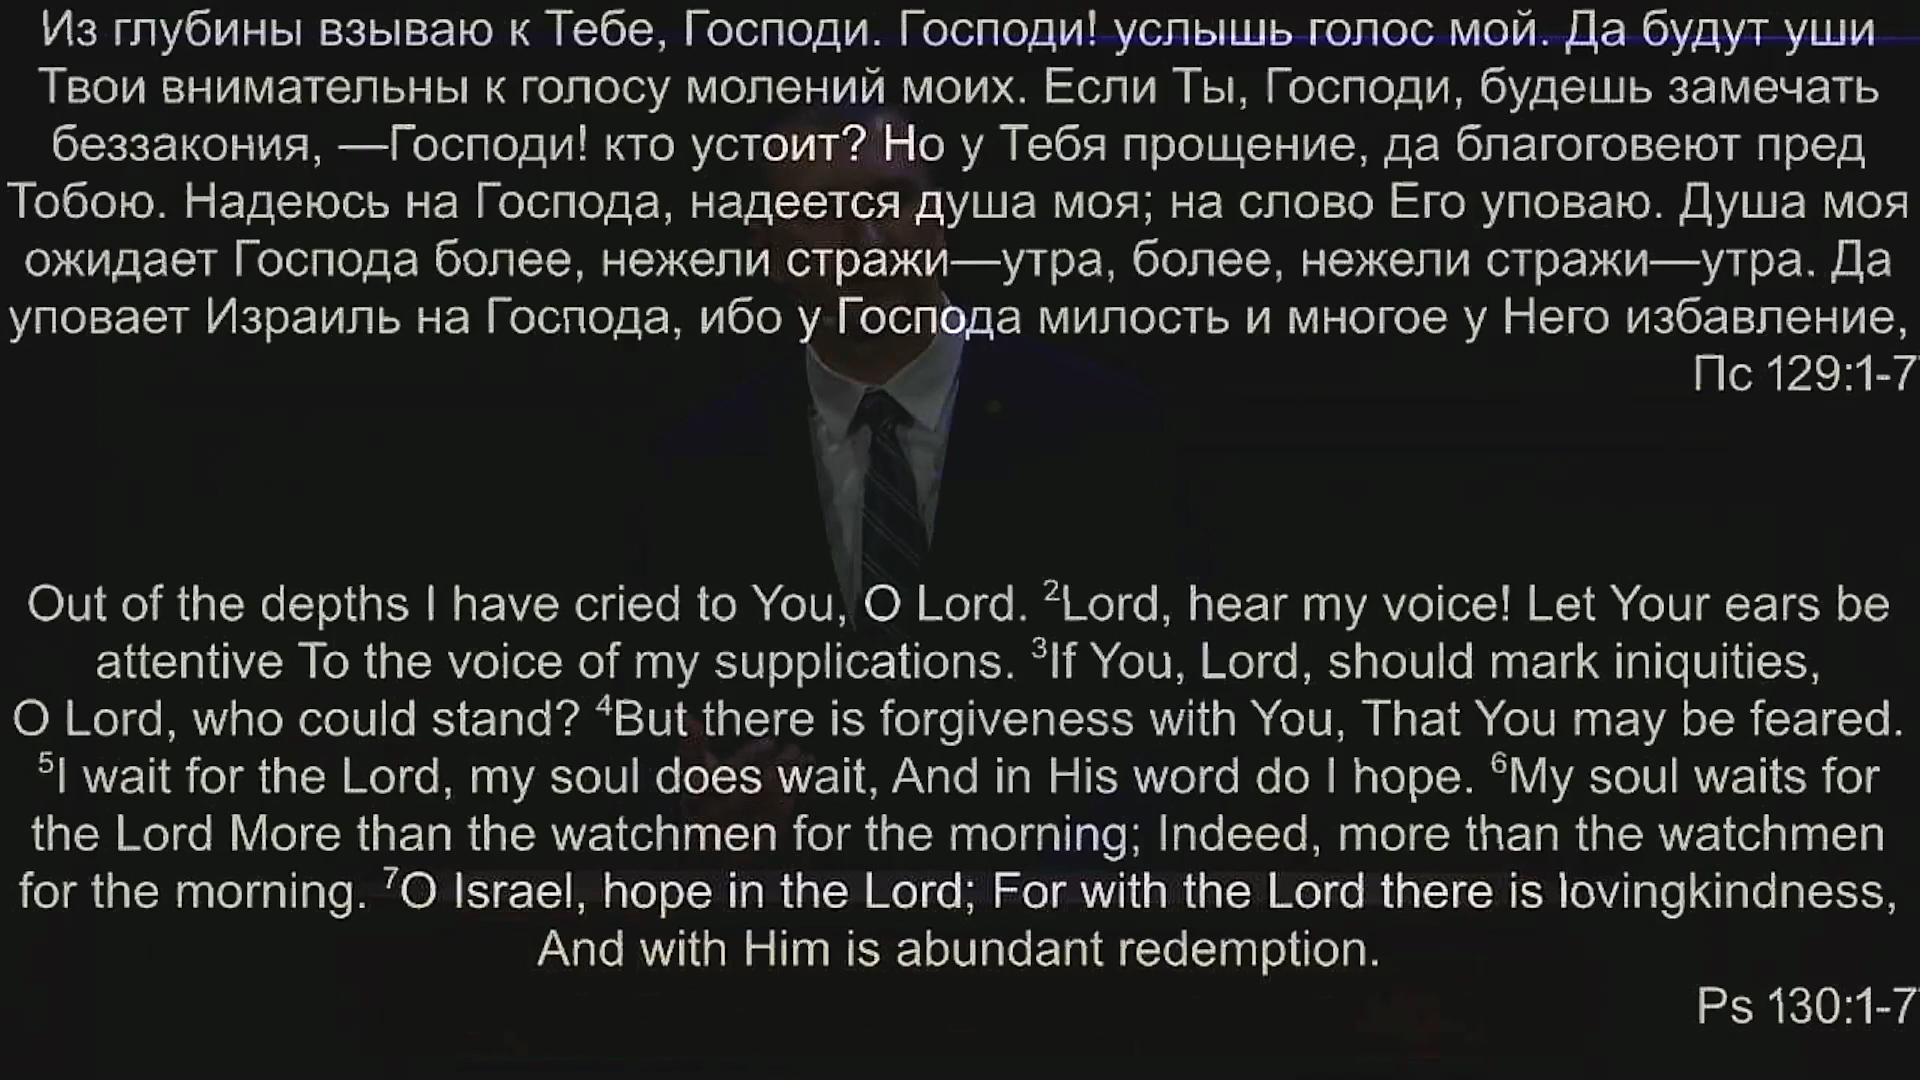 Из глубины взываю к Тебе, Господи. Господи! услышь голос мой. Да будут уши
Твои внимательны к голосу молений моих. Если Ты, Господи, будешь замечать
беззакония, —Господи! кто устоит? Но у Тебя прощение, да благоговеют пред
Тобою. Надеюсь на Господа, надеется душа моя; на слово Его уповаю. Душа моя
ожидает Господа более, нежели стражи—утра, более, нежели стражи—утра. Да
уповает Израиль на Господа, ибо у Господа милость и многое у Него избавление,
Пс 129:1-7
Out of the depths I have cried to You, O Lord. ²Lord, hear my voice! Let Your ears be
attentive To the voice of my supplications. ³If You, Lord, should mark iniquities,
O Lord, who could stand? ⁴But there is forgiveness with You, That You may be feared.
⁵I wait for the Lord, my soul does wait, And in His word do I hope. ⁶My soul waits for
the Lord More than the watchmen for the morning; Indeed, more than the watchmen
for the morning. ⁷O Israel, hope in the Lord; For with the Lord there is lovingkindness,
And with Him is abundant redemption.
Ps 130:1-7